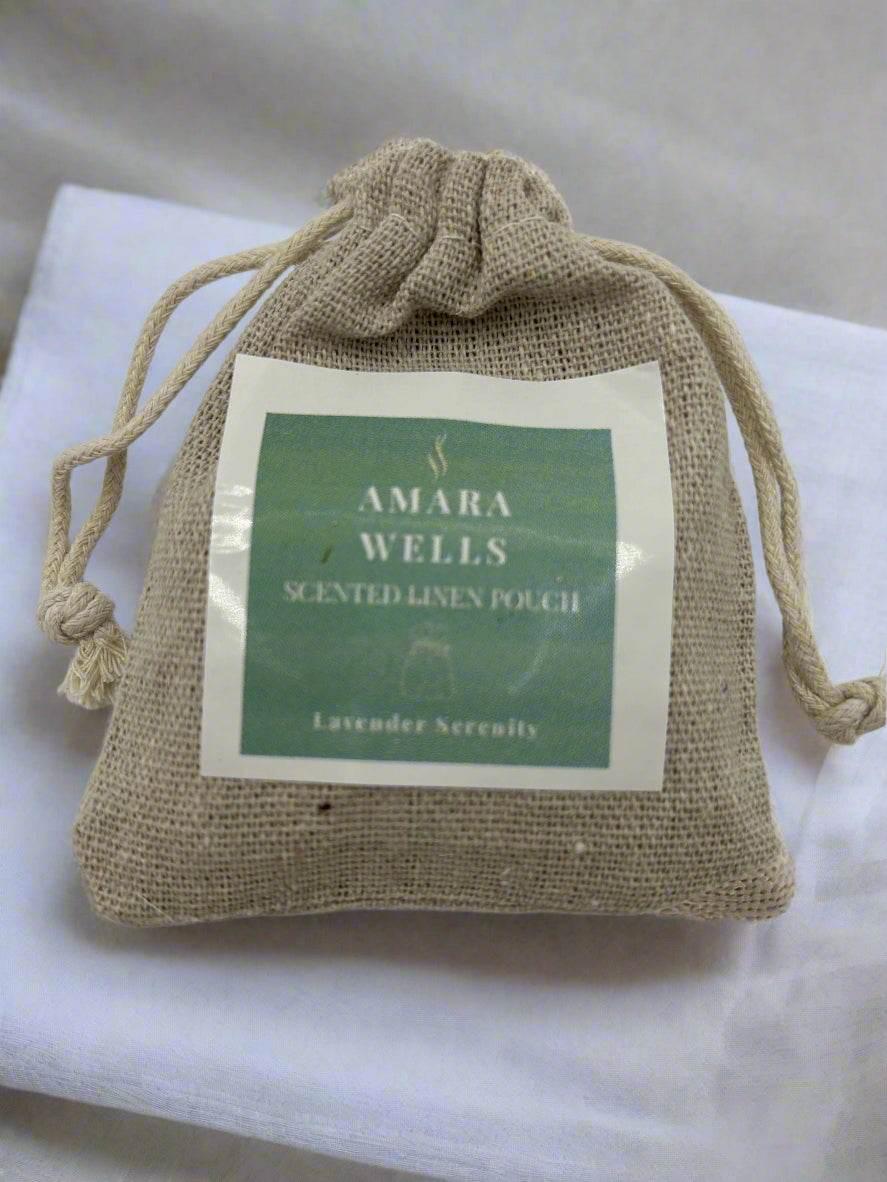 AMARA
WELLS
SCENTED LINEN POUCH
Lavender Serenity